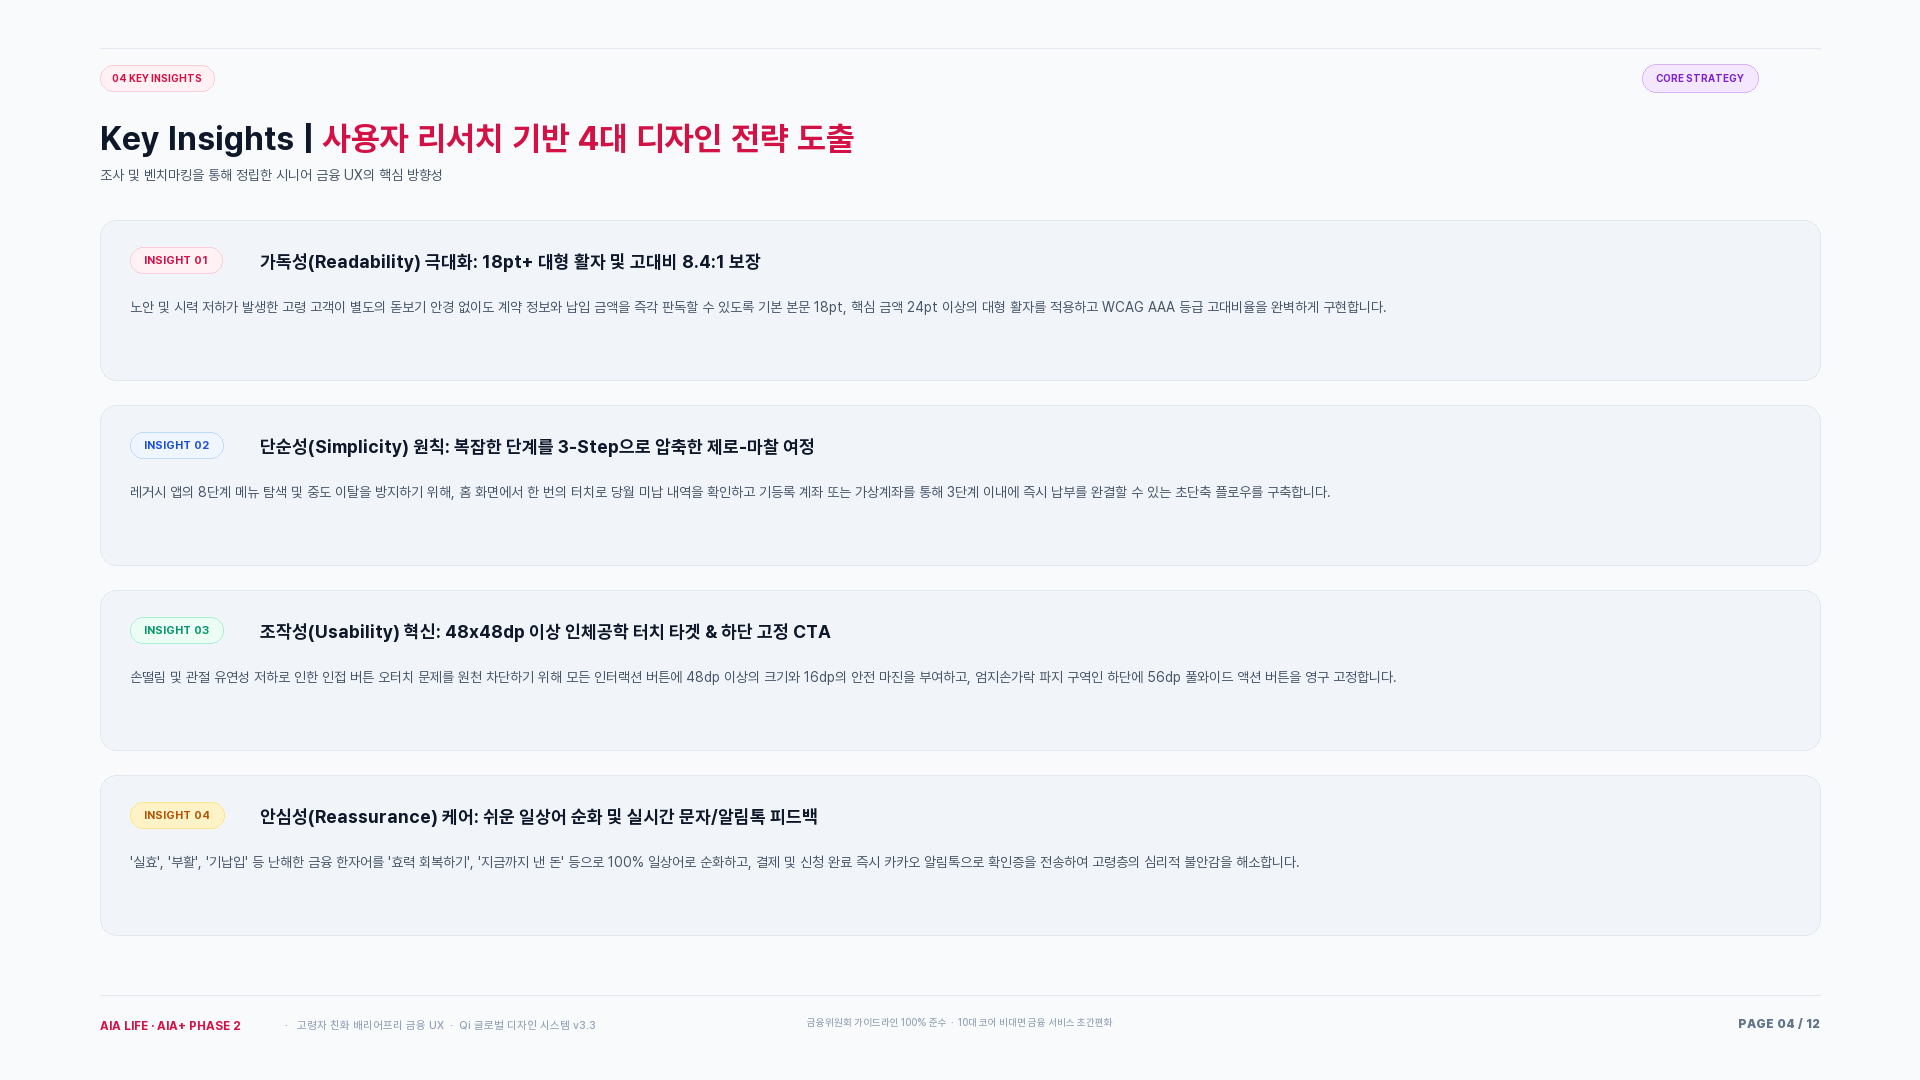 04 KEY INSIGHTS
CORE STRATEGY
Key Insights | 사용자 리서치 기반 4대 디자인 전략 도출
조사 및 벤치마킹을 통해 정립한 시니어 금융 UX의 핵심 방향성
INSIGHT 01
가독성(Readability) 극대화: 18pt+ 대형 활자 및 고대비 8.4:1 보장
노안 및 시력 저하가 발생한 고령 고객이 별도의 돋보기 안경 없이도 계약 정보와 납입 금액을 즉각 판독할 수 있도록 기본 본문 18pt, 핵심 금액 24pt 이상의 대형 활자를 적용하고 WCAG AAA 등급 고대비율을 완벽하게 구현합니다.
INSIGHT 02
단순성(Simplicity) 원칙: 복잡한 단계를 3-Step으로 압축한 제로-마찰 여정
레거시 앱의 8단계 메뉴 탐색 및 중도 이탈을 방지하기 위해, 홈 화면에서 한 번의 터치로 당월 미납 내역을 확인하고 기등록 계좌 또는 가상계좌를 통해 3단계 이내에 즉시 납부를 완결할 수 있는 초단축 플로우를 구축합니다.
INSIGHT 03
조작성(Usability) 혁신: 48x48dp 이상 인체공학 터치 타겟 & 하단 고정 CTA
손떨림 및 관절 유연성 저하로 인한 인접 버튼 오터치 문제를 원천 차단하기 위해 모든 인터랙션 버튼에 48dp 이상의 크기와 16dp의 안전 마진을 부여하고, 엄지손가락 파지 구역인 하단에 56dp 풀와이드 액션 버튼을 영구 고정합니다.
INSIGHT 04
안심성(Reassurance) 케어: 쉬운 일상어 순화 및 실시간 문자/알림톡 피드백
'실효', '부활', '기납입' 등 난해한 금융 한자어를 '효력 회복하기', '지금까지 낸 돈' 등으로 100% 일상어로 순화하고, 결제 및 신청 완료 즉시 카카오 알림톡으로 확인증을 전송하여 고령층의 심리적 불안감을 해소합니다.
AIA LIFE · AIA+ PHASE 2 · 고령자 친화 배리어프리 금융 UX · Qi 글로벌 디자인 시스템 v3.3
금융위원회 가이드라인 100% 준수 · 10대 코어 비대면 금융 서비스 초간편화
PAGE 04 / 12